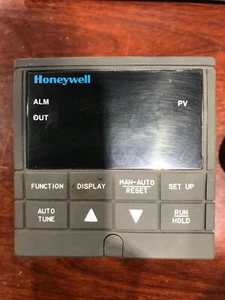 Honeywell
ALM PV
OUT
FUNCTION DISPLAY MAN-AUTO SET UP
RESET
AUTO RUN
TUNE HOLD